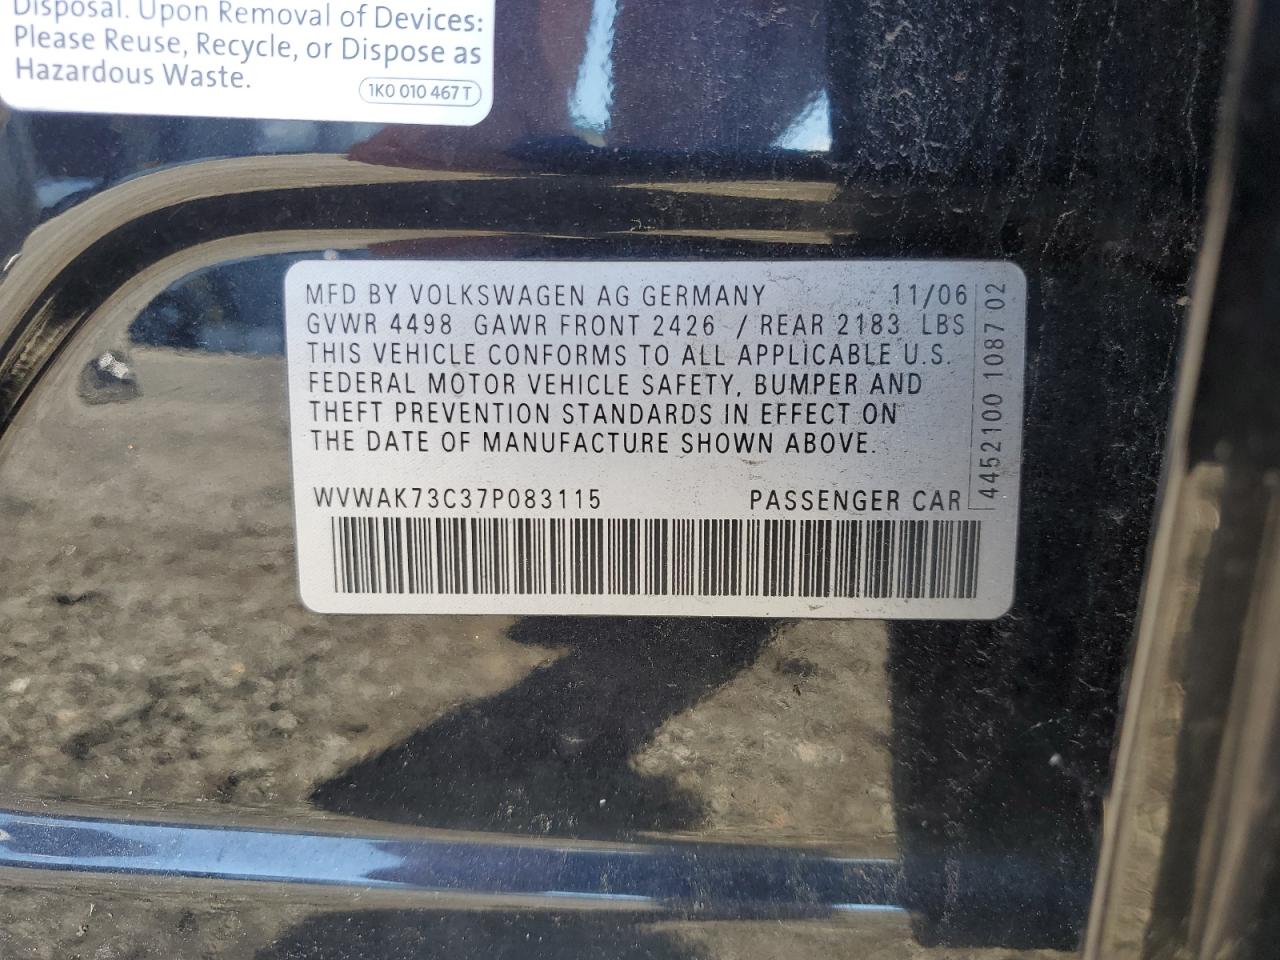 Disposal. Upon Removal of Devices:
Please Reuse, Recycle, or Dispose as
Hazardous Waste.
1K0 010 467 T
MFD BY VOLKSWAGEN AG GERMANY 11/06
GVWR 4498 GAWR FRONT 2426 / REAR 2183 LBS
THIS VEHICLE CONFORMS TO ALL APPLICABLE U.S.
FEDERAL MOTOR VEHICLE SAFETY, BUMPER AND
THEFT PREVENTION STANDARDS IN EFFECT ON
THE DATE OF MANUFACTURE SHOWN ABOVE.
WVWAK73C37P083115 PASSENGER CAR
4452100 1087 02